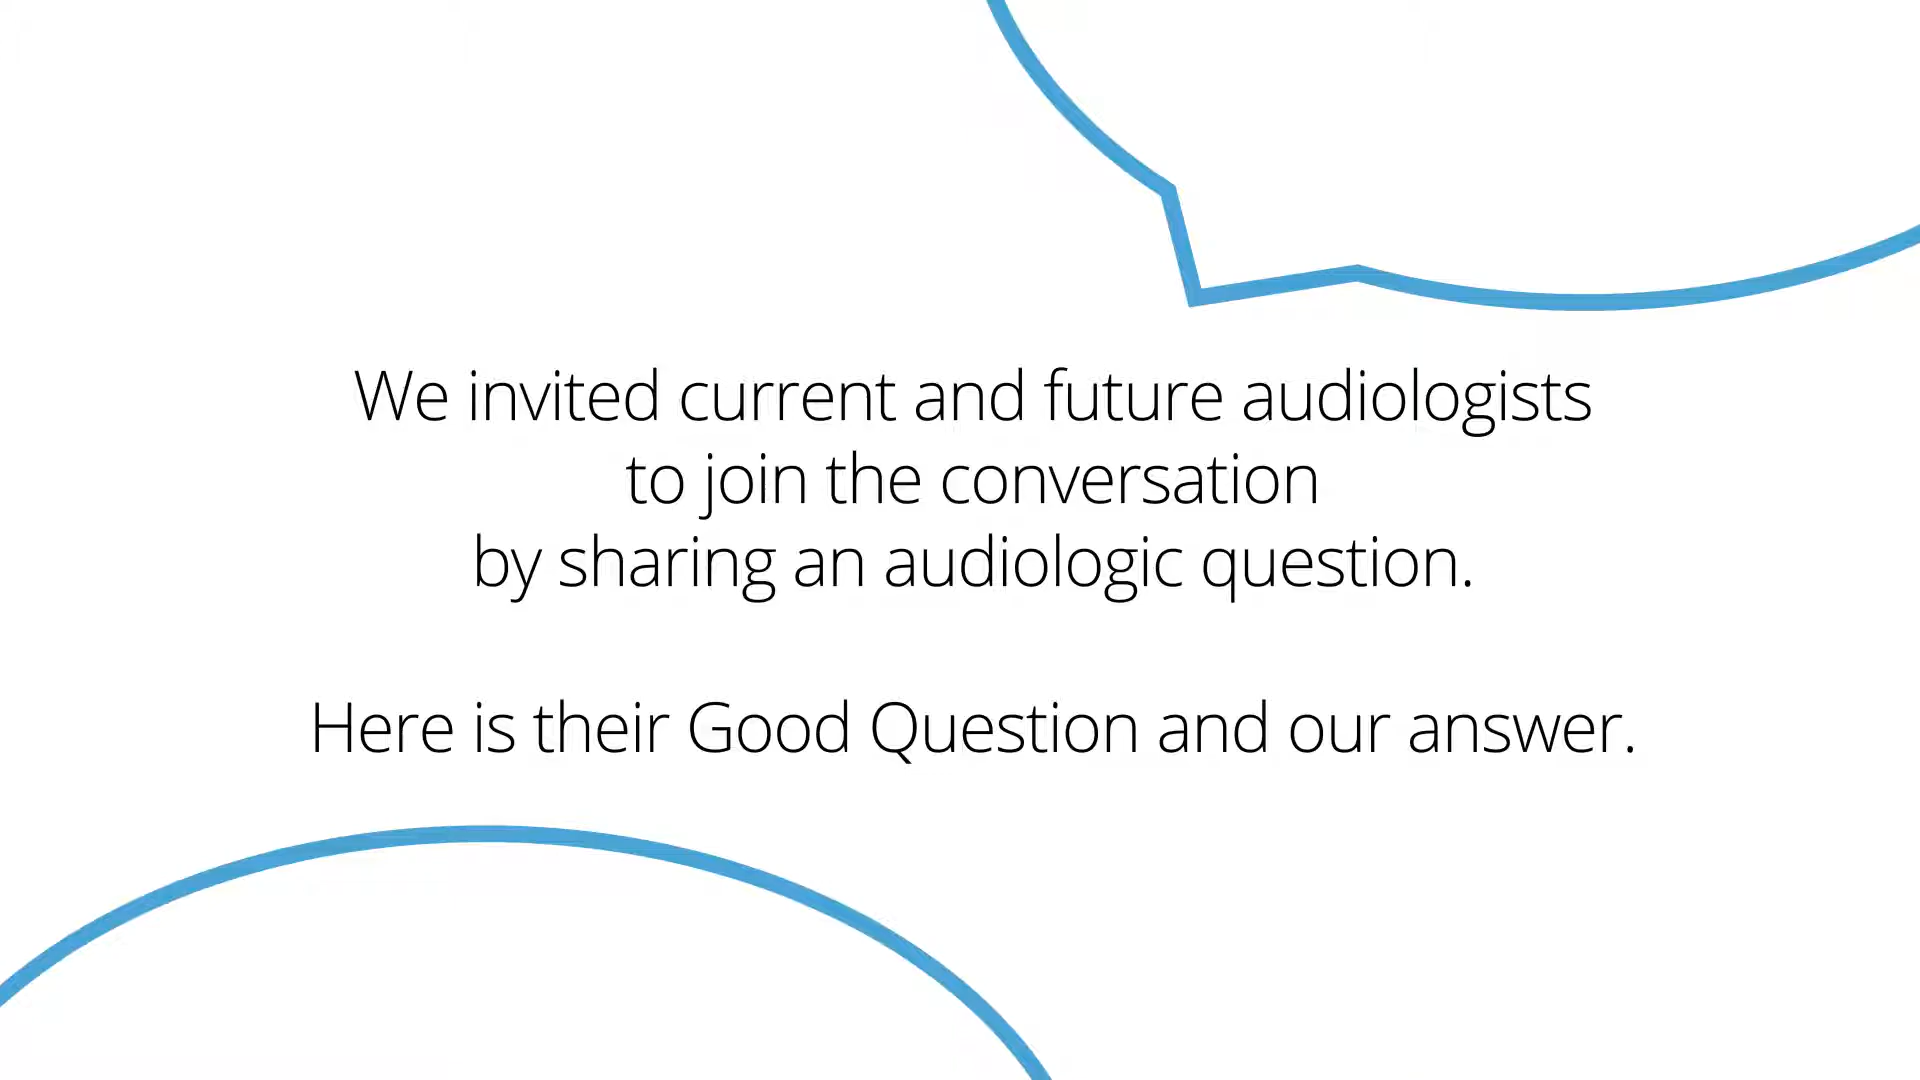 We invited current and future audiologists
to join the conversation
by sharing an audiologic question.
Here is their Good Question and our answer.